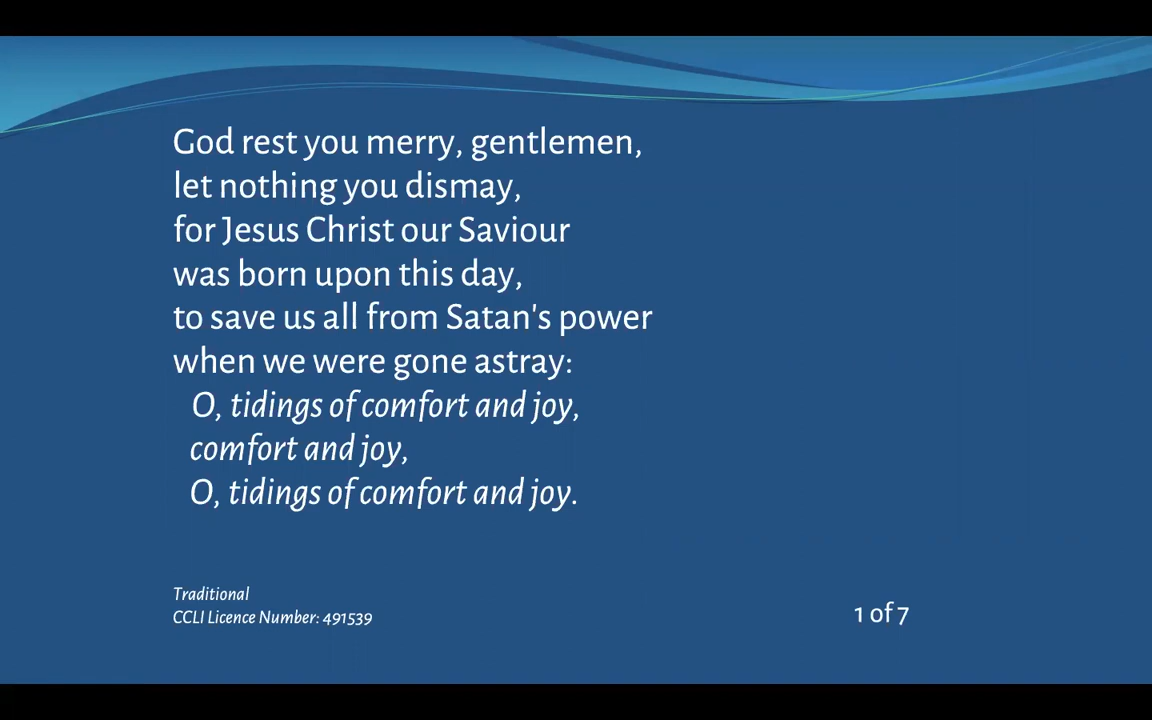 God rest you merry, gentlemen,
let nothing you dismay,
for Jesus Christ our Saviour
was born upon this day,
to save us all from Satan's power
when we were gone astray:
O, tidings of comfort and joy,
comfort and joy,
O, tidings of comfort and joy.
Traditional
CCLI Licence Number: 491539
1 of 7